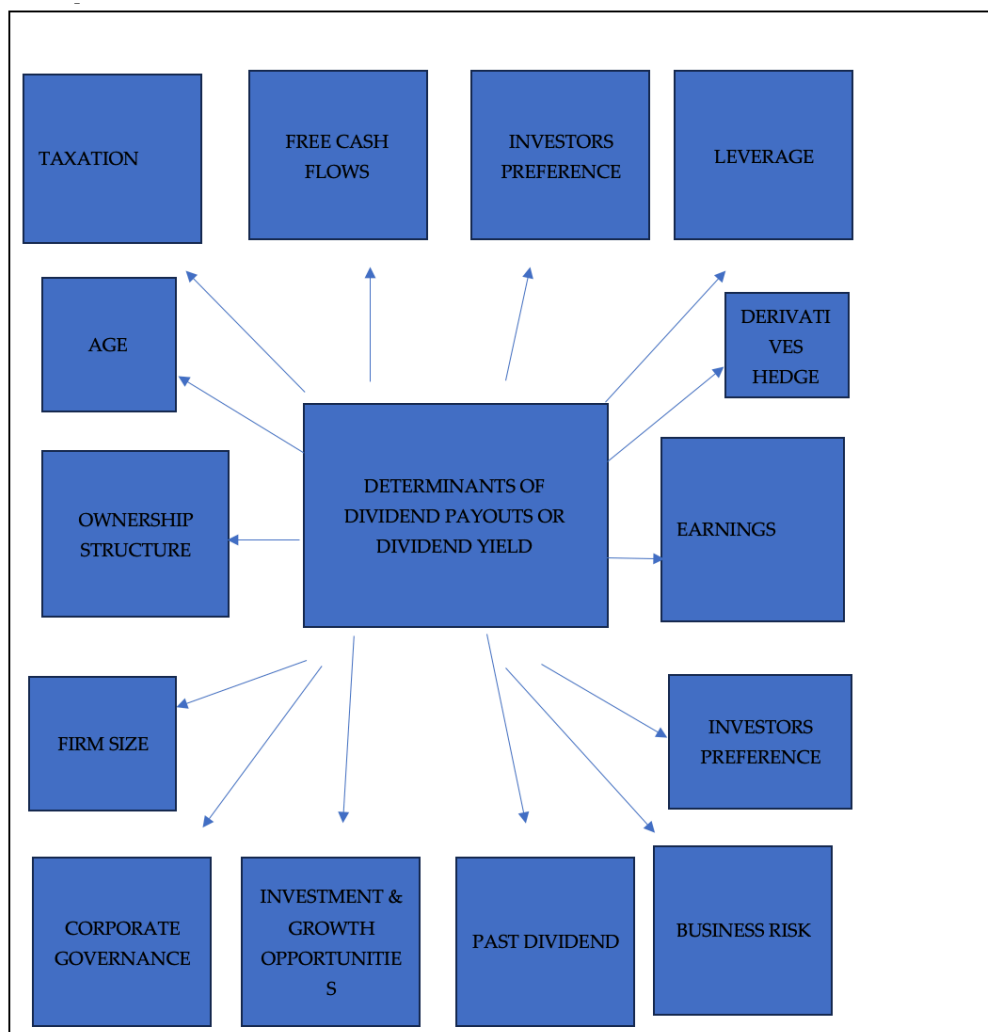 TAXATION
FREE CASH
FLOWS
INVESTORS
PREFERENCE
LEVERAGE
AGE
DERIVATI
VES
HEDGE
OWNERSHIP
STRUCTURE
DETERMINANTS OF
DIVIDEND PAYOUTS OR
DIVIDEND YIELD
EARNINGS
FIRM SIZE
INVESTORS
PREFERENCE
CORPORATE
GOVERNANCE
INVESTMENT &
GROWTH
OPPORTUNITIE
S
PAST DIVIDEND
BUSINESS RISK